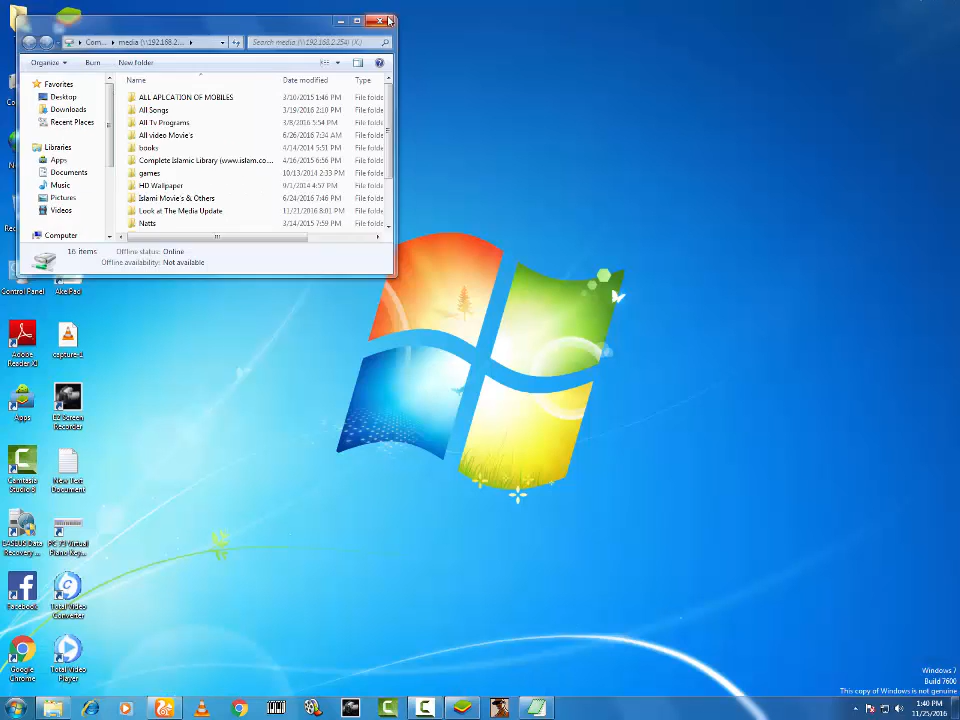 Com... media (\\192.168.2....
Search media (\\192.168.2.254) (X:)
Organize
Burn
New folder
Name
Date modified
Type
Favorites
Desktop
Downloads
Recent Places
Libraries
Apps
Documents
Music
Pictures
Videos
Computer
ALL APLCATION OF MOBILES 3/10/2015 1:46 PM File folde
All Songs 3/19/2016 2:10 PM File folde
All Tv Programs 3/8/2016 5:54 PM File folde
All video Movie's 6/26/2016 7:34 AM File folde
books 4/14/2014 5:51 PM File folde
Complete Islamic Library (www.islam.co.... 4/16/2015 6:56 PM File folde
games 10/13/2014 2:33 PM File folde
HD Wallpaper 9/1/2014 4:57 PM File folde
Islami Movie's & Others 6/24/2016 7:46 PM File folde
Look at The Media Update 11/21/2016 8:01 PM File folde
Natts 3/14/2015 7:59 PM File folde
16 items
Offline status: Online
Offline availability: Not available
Control Panel
AkelPad
Adobe Reader XI
capture-1
Apps
EZ Screen Recorder
Camtasia Studio 8
New Text Document
EASEUS Data Recovery ...
PC 73 Virtual Piano Key...
Facebook
Total Video Converter
Google Chrome
Total Video Player
Windows 7
Build 7600
This copy of Windows is not genuine
1:40 PM
11/25/2016